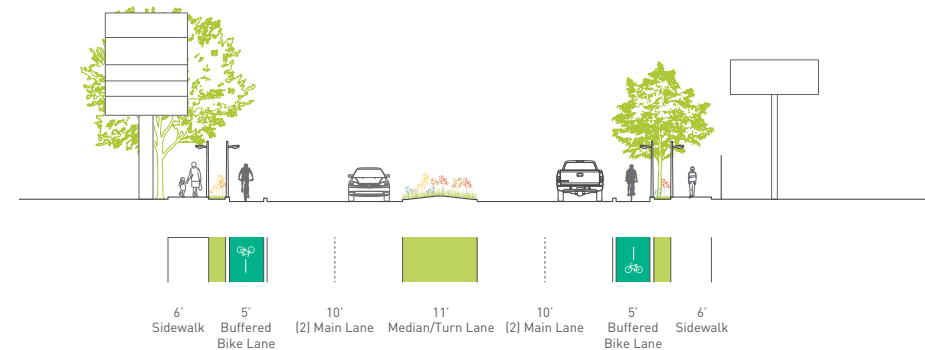 6’
Sidewalk
5’
Buffered
Bike Lane
10’
(2) Main Lane
11’
Median/Turn Lane
10’
(2) Main Lane
5’
Buffered
Bike Lane
6’
Sidewalk